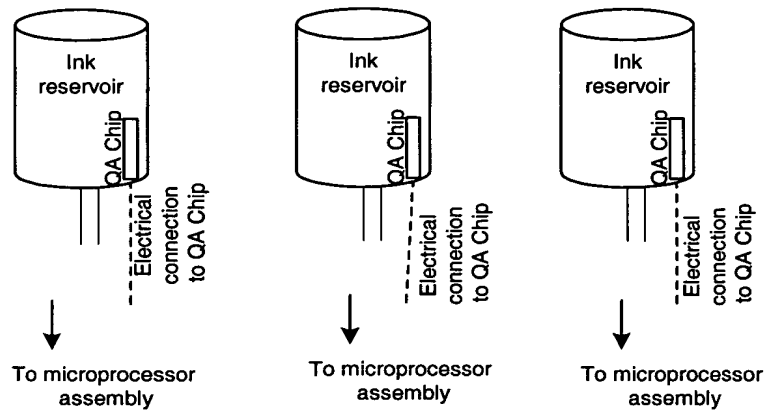 Ink
reservoir
QA Chip
Electrical
connection
to QA Chip
To microprocessor
assembly
Ink
reservoir
QA Chip
Electrical
connection
to QA Chip
To microprocessor
assembly
Ink
reservoir
QA Chip
Electrical
connection
to QA Chip
To microprocessor
assembly